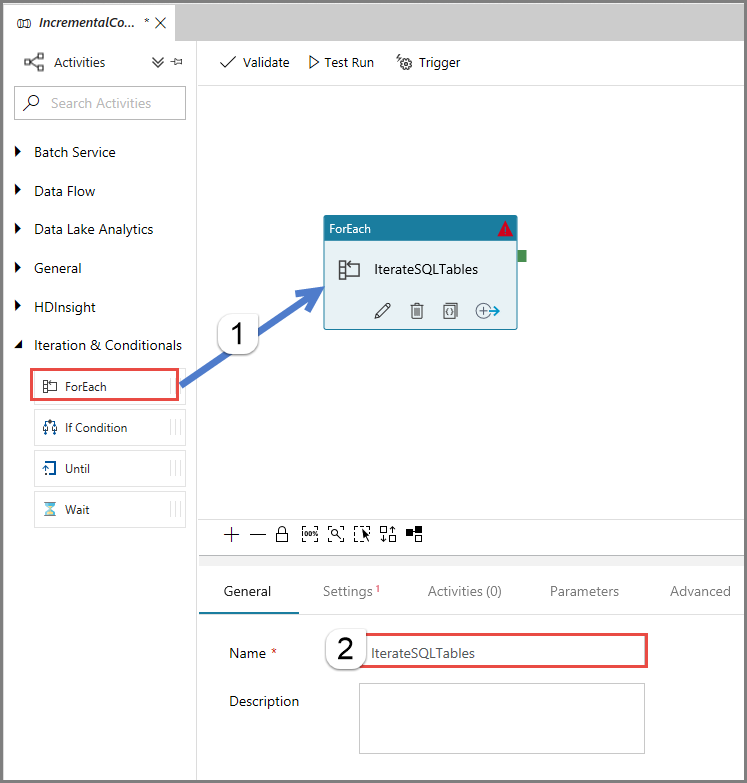 IncrementalCo... *
Activities
Search Activities
Batch Service
Data Flow
Data Lake Analytics
General
HDInsight
Iteration & Conditionals
ForEach
If Condition
Until
Wait
Validate
Test Run
Trigger
1
ForEach
IterateSQLTables
100%
General
Settings 1
Activities (0)
Parameters
Advanced
Name *
2
IterateSQLTables
Description